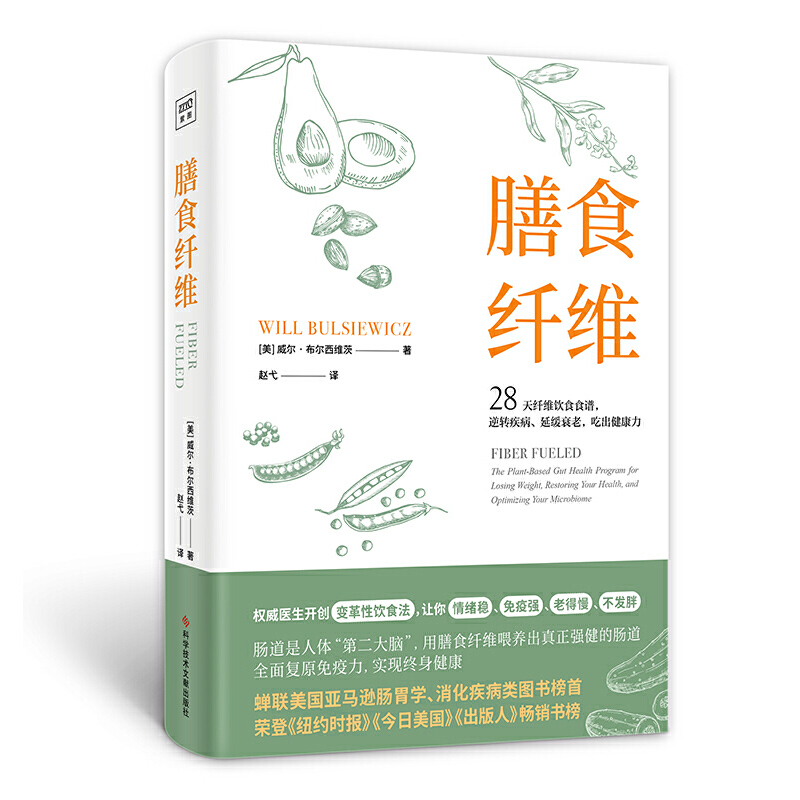 紫图
膳食纤维
FIBER
FUELED
[美]威尔·布尔西维茨——著
赵弋——译
科学技术文献出版社
膳食
纤维
WILL BULSIEWICZ
[美]威尔·布尔西维茨———著
赵弋———译
28天纤维饮食食谱，
逆转疾病、延缓衰老，吃出健康力
FIBER FUELED
The Plant-Based Gut Health Program for
Losing Weight, Restoring Your Health, and
Optimizing Your Microbiome
权威医生开创 变革性饮食法，让你 情绪稳、免疫强、老得慢、不发胖
肠道是人体“第二大脑”，用膳食纤维喂养出真正强健的肠道
全面复原免疫力，实现终身健康
蝉联美国亚马逊肠胃学、消化疾病类图书榜首
荣登《纽约时报》《今日美国》《出版人》畅销书榜